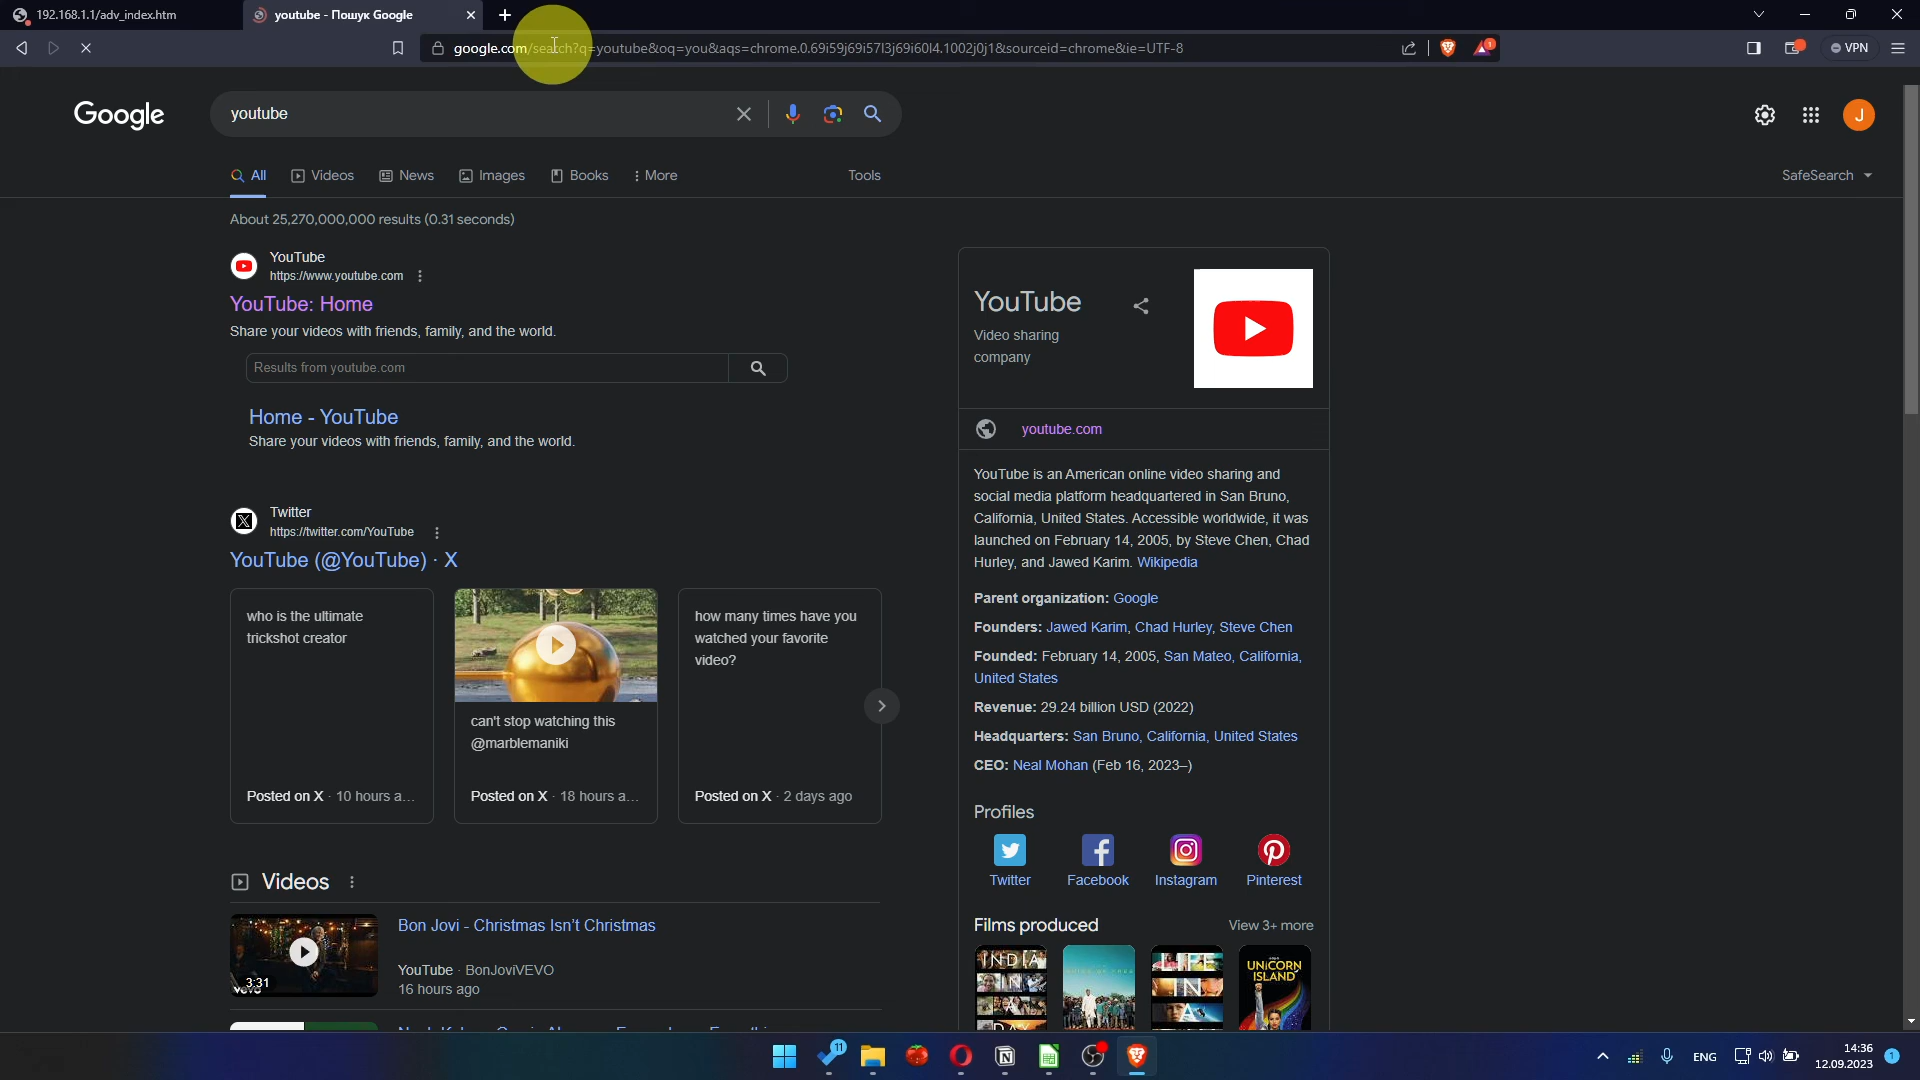 192.168.1.1/adv_index.htm
youtube - Пошук Google
google.com/search?q=youtube&oq=you&aqs=chrome.0.69i59j69i57l3j69i60l4.1002j0j1&sourceid=chrome&ie=UTF-8
1
VPN
Google
youtube
J
All
Videos
News
Images
Books
More
Tools
SafeSearch
About 25,270,000,000 results (0.31 seconds)
YouTube
https://www.youtube.com
YouTube: Home
Share your videos with friends, family, and the world.
Results from youtube.com
Home - YouTube
Share your videos with friends, family, and the world.
Twitter
https://twitter.com/YouTube
YouTube (@YouTube) · X
who is the ultimate
trickshot creator
Posted on X · 10 hours a...
can't stop watching this
@marblemaniki
Posted on X · 18 hours a...
how many times have you
watched your favorite
video?
Posted on X · 2 days ago
Videos
3:31
Bon Jovi - Christmas Isn't Christmas
YouTube · BonJoviVEVO
16 hours ago
YouTube
Video sharing
company
youtube.com
YouTube is an American online video sharing and
social media platform headquartered in San Bruno,
California, United States. Accessible worldwide, it was
launched on February 14, 2005, by Steve Chen, Chad
Hurley, and Jawed Karim. Wikipedia
Parent organization: Google
Founders: Jawed Karim, Chad Hurley, Steve Chen
Founded: February 14, 2005, San Mateo, California,
United States
Revenue: 29.24 billion USD (2022)
Headquarters: San Bruno, California, United States
CEO: Neal Mohan (Feb 16, 2023–)
Profiles
Twitter
Facebook
Instagram
Pinterest
Films produced
View 3+ more
INDIA
IN
A
DAY
LIFE
IN A
UNICORN
ISLAND
11
ENG
14:36
12.09.2023
1